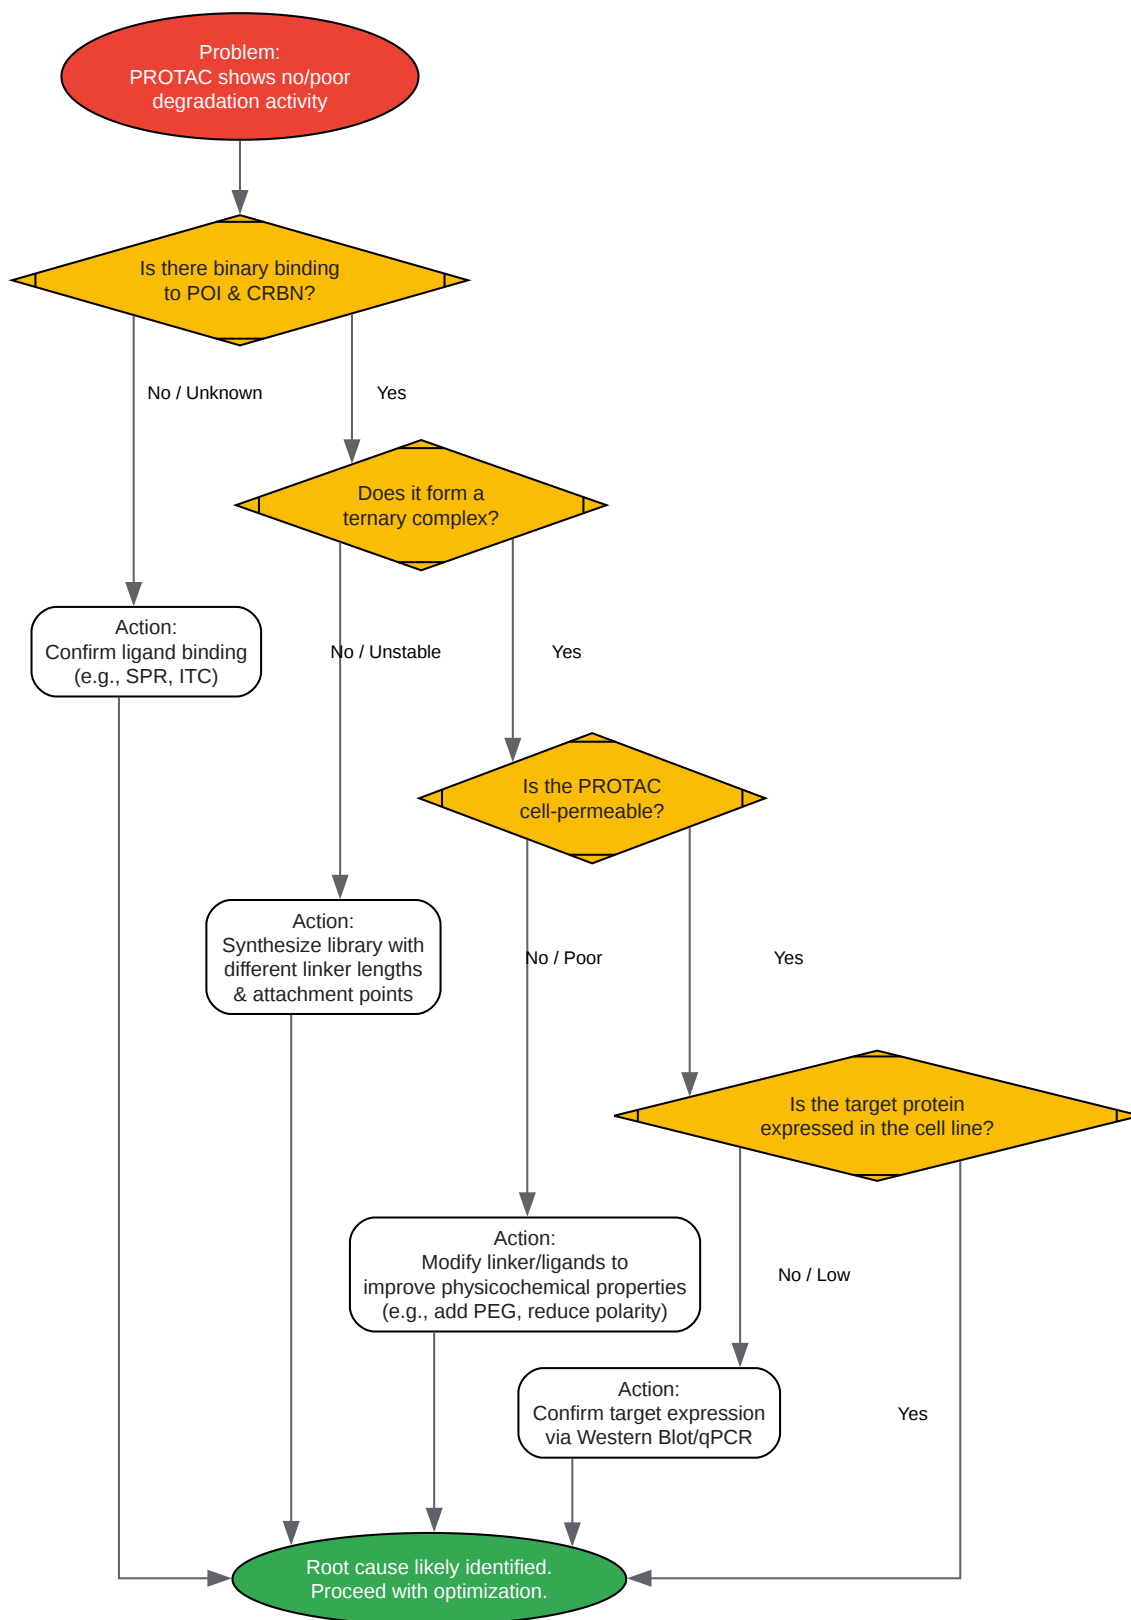 Problem:
PROTAC shows no/poor
degradation activity
Is there binary binding
to POI & CRBN?
No / Unknown
Yes
Does it form a
ternary complex?
Action:
Confirm ligand binding
(e.g., SPR, ITC)
No / Unstable
Yes
Is the PROTAC
cell-permeable?
Action:
Synthesize library with
different linker lengths
& attachment points
No / Poor
Yes
Is the target protein
expressed in the cell line?
Action:
Modify linker/ligands to
improve physicochemical properties
(e.g., add PEG, reduce polarity)
No / Low
Action:
Confirm target expression
via Western Blot/qPCR
Yes
Root cause likely identified.
Proceed with optimization.